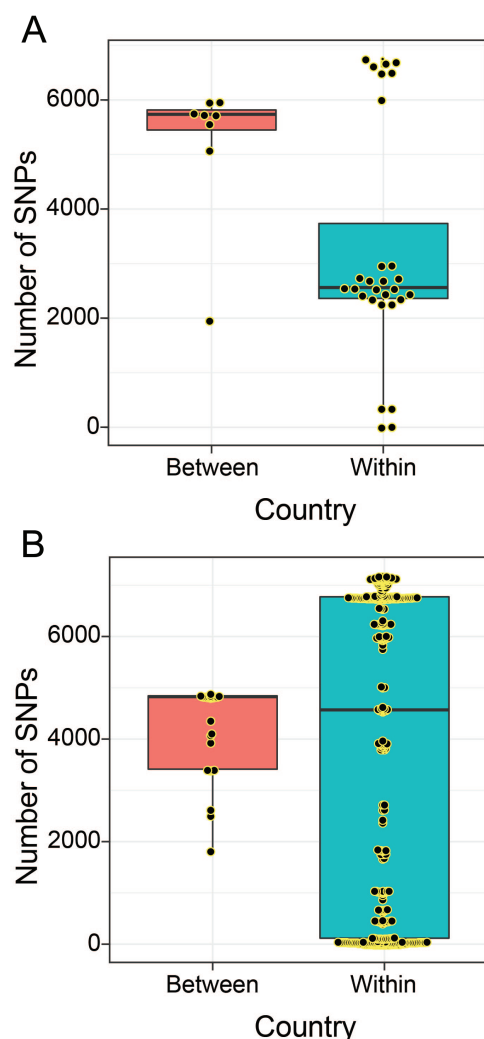 A
Number of SNPs
6000
4000
2000
0
Between Within
Country
B
Number of SNPs
6000
4000
2000
0
Between Within
Country